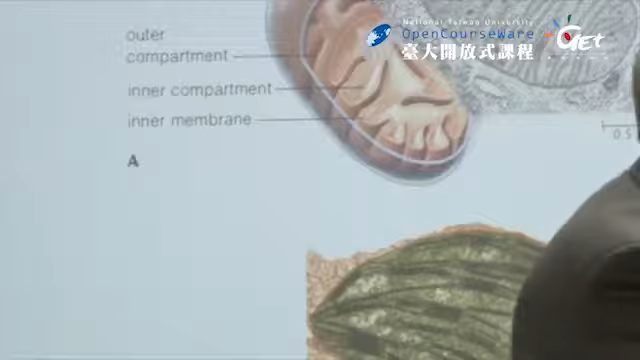 National Taiwan University
OpenCourseWare
臺大開放式課程
GET
outer
compartment
inner compartment
inner membrane
A
0.5